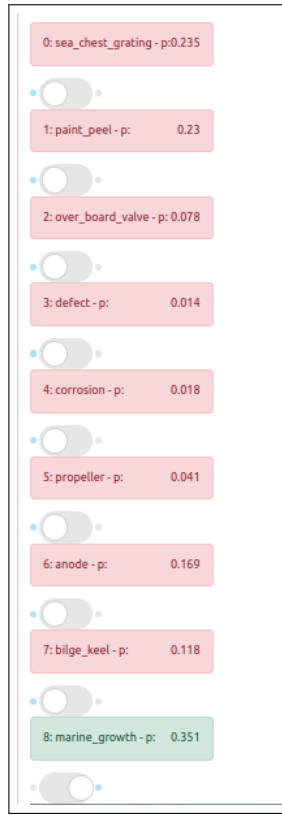 0: sea_chest_grating - p:0.235
1: paint_peel - p: 0.23
2: over_board_valve - p: 0.078
3: defect - p: 0.014
4: corrosion - p: 0.018
5: propeller - p: 0.041
6: anode - p: 0.169
7: bilge_keel - p: 0.118
8: marine_growth - p: 0.351